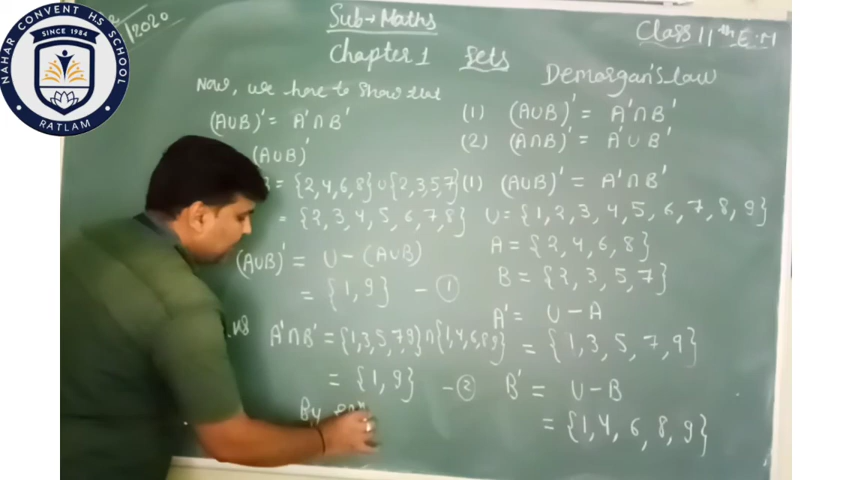 NAHAR CONVENT HS SCHOOL
SINCE 1984
RATLAM
/2020
Sub→Maths
Class 11th E.M
Chapter 1 Sets
Demorgan's law
Now, we have to show that
(A∪B)' = A'∩B'
(A∪B)'
B = {2,4,6,8}∪{2,3,5,7}
= {2,3,4,5,6,7,8}
(A∪B)' = U-(A∪B)
= {1,9} - ①
A'∩B' = {1,3,5,7,9}∩{1,4,6,8,9}
= {1,9} -②
By
(1) (A∪B)' = A'∩B'
(2) (A∩B)' = A'∪B'
(1) (A∪B)' = A'∩B'
U = {1,2,3,4,5,6,7,8,9}
A = {2,4,6,8}
B = {2,3,5,7}
A' = U-A
= {1,3,5,7,9}
B' = U-B
= {1,4,6,8,9}